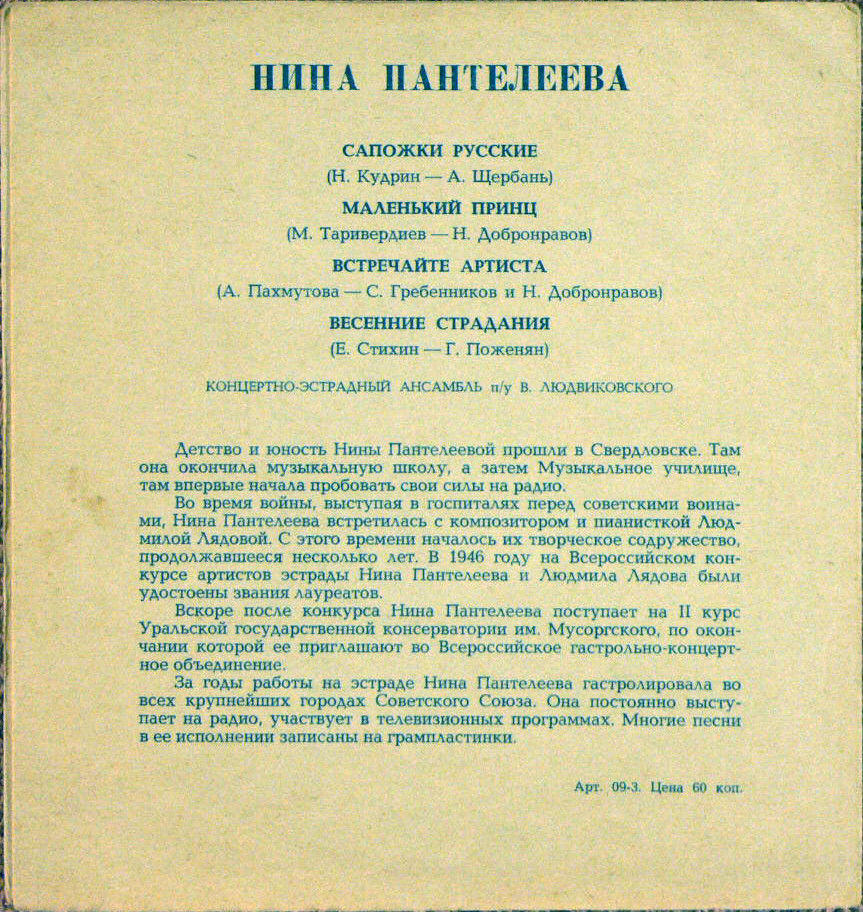 НИНА ПАНТЕЛЕЕВА
САПОЖКИ РУССКИЕ
(Н. Кудрин — А. Щербань)
МАЛЕНЬКИЙ ПРИНЦ
(М. Таривердиев — Н. Добронравов)
ВСТРЕЧАЙТЕ АРТИСТА
(А. Пахмутова — С. Гребенников и Н. Добронравов)
ВЕСЕННИЕ СТРАДАНИЯ
(Е. Стихин — Г. Поженян)
КОНЦЕРТНО-ЭСТРАДНЫЙ АНСАМБЛЬ п/у В. ЛЮДВИКОВСКОГО
Детство и юность Нины Пантелеевой прошли в Свердловске. Там
она окончила музыкальную школу, а затем Музыкальное училище,
там впервые начала пробовать свои силы на радио.
Во время войны, выступая в госпиталях перед советскими воина-
ми, Нина Пантелеева встретилась с композитором и пианисткой Люд-
милой Лядовой. С этого времени началось их творческое содружество,
продолжавшееся несколько лет. В 1946 году на Всероссийском кон-
курсе артистов эстрады Нина Пантелеева и Людмила Лядова были
удостоены звания лауреатов.
Вскоре после конкурса Нина Пантелеева поступает на II курс
Уральской государственной консерватории им. Мусоргского, по окон-
чании которой ее приглашают во Всероссийское гастрольно-концерт-
ное объединение.
За годы работы на эстраде Нина Пантелеева гастролировала во
всех крупнейших городах Советского Союза. Она постоянно высту-
пает на радио, участвует в телевизионных программах. Многие песни
в ее исполнении записаны на грампластинки.
Арт. 09-3. Цена 60 коп.